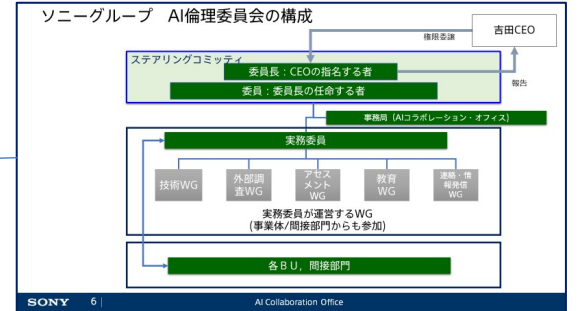 ソニーグループ　AI倫理委員会の構成
吉田CEO
権限委譲
報告
ステアリングコミッティ
委員長：CEOの指名する者
委員：委員長の任命する者
事務局（AIコラボレーション・オフィス）
実務委員
技術WG
外部調
査WG
アセス
メント
WG
教育
WG
連絡・情
報発信
WG
実務委員が運営するWG
(事業体/間接部門からも参加)
各ＢＵ，間接部門
SONY
6
AI Collaboration Office